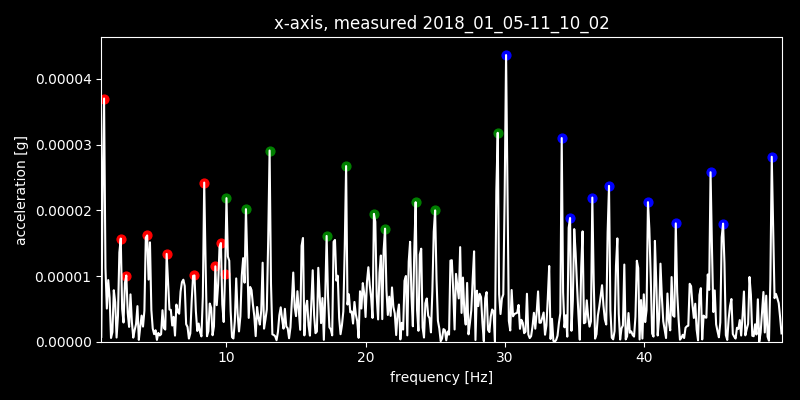 x-axis, measured 2018_01_05-11_10_02
acceleration [g]
0.00004
0.00003
0.00002
0.00001
0.00000
10 20 30 40
frequency [Hz]